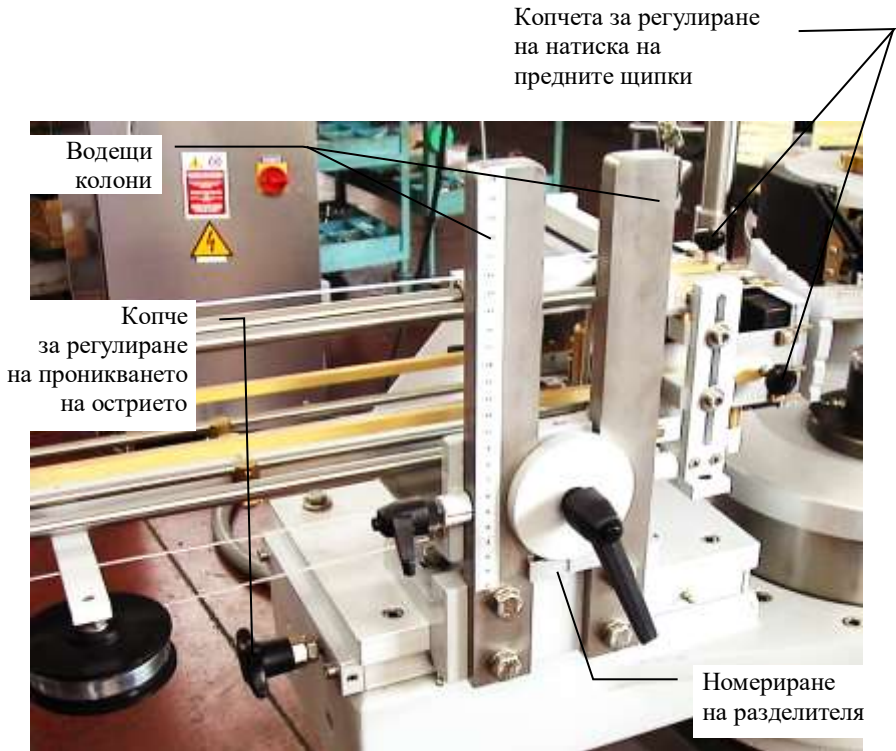 Копчета за регулиране
на натиска на
предните щипки
Водещи
колони
Копче
за регулиране
на проникването
на острието
Номериране
на разделителя